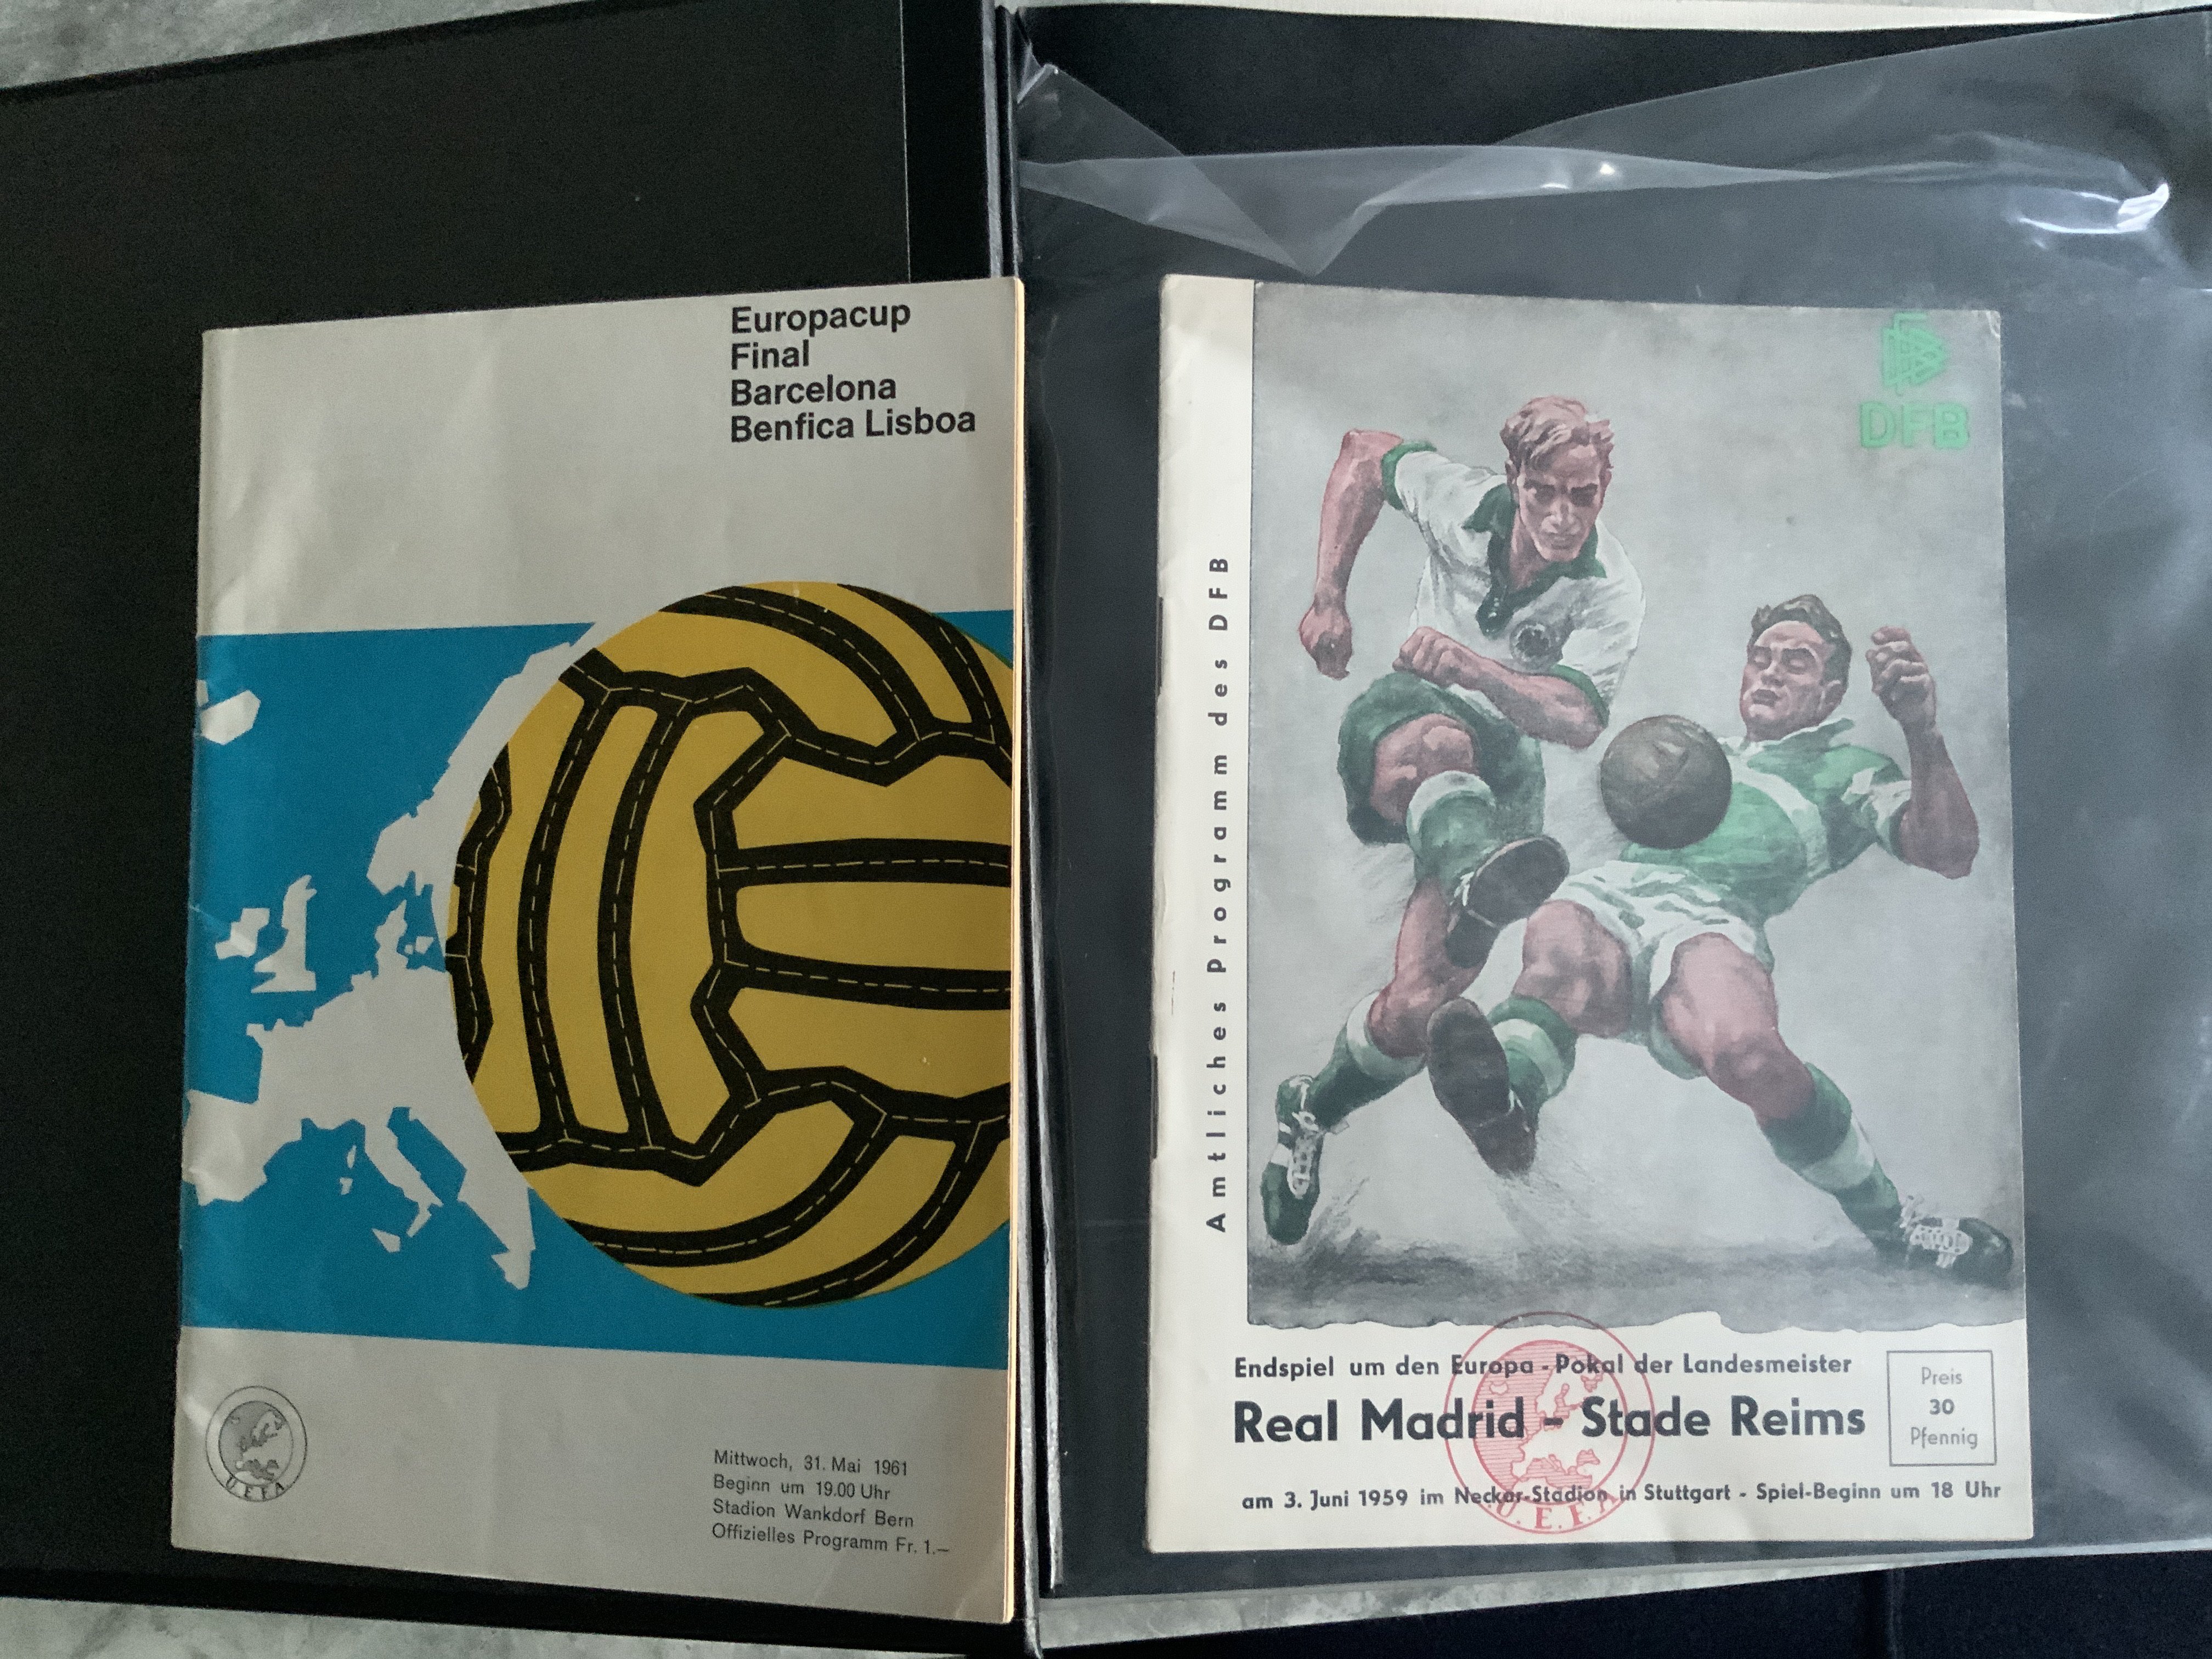 Europacup
Final
Barcelona
Benfica Lisboa
UEFA
Mittwoch, 31. Mai 1961
Beginn um 19.00 Uhr
Stadion Wankdorf Bern
Offizielles Programm Fr. 1.–
Amtliches Programm des DFB
DFB
Endspiel um den Europa-Pokal der Landesmeister
Real Madrid – Stade Reims
am 3. Juni 1959 im Neckar-Stadion in Stuttgart - Spiel-Beginn um 18 Uhr
Preis
30
Pfennig
U.E.F.A